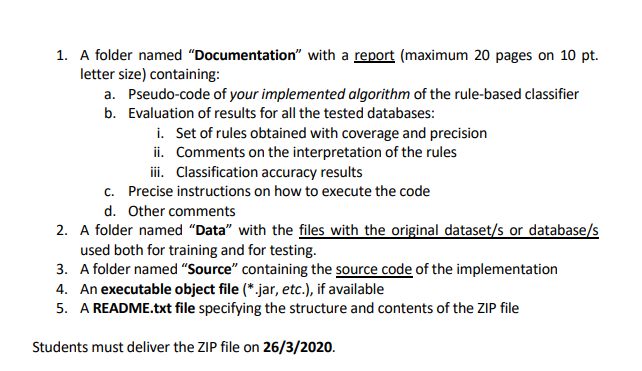 1. A folder named “Documentation” with a report (maximum 20 pages on 10 pt.
letter size) containing:
a. Pseudo-code of your implemented algorithm of the rule-based classifier
b. Evaluation of results for all the tested databases:
i. Set of rules obtained with coverage and precision
ii. Comments on the interpretation of the rules
iii. Classification accuracy results
c. Precise instructions on how to execute the code
d. Other comments
2. A folder named “Data” with the files with the original dataset/s or database/s
used both for training and for testing.
3. A folder named “Source” containing the source code of the implementation
4. An executable object file (*.jar, etc.), if available
5. A README.txt file specifying the structure and contents of the ZIP file
Students must deliver the ZIP file on 26/3/2020.